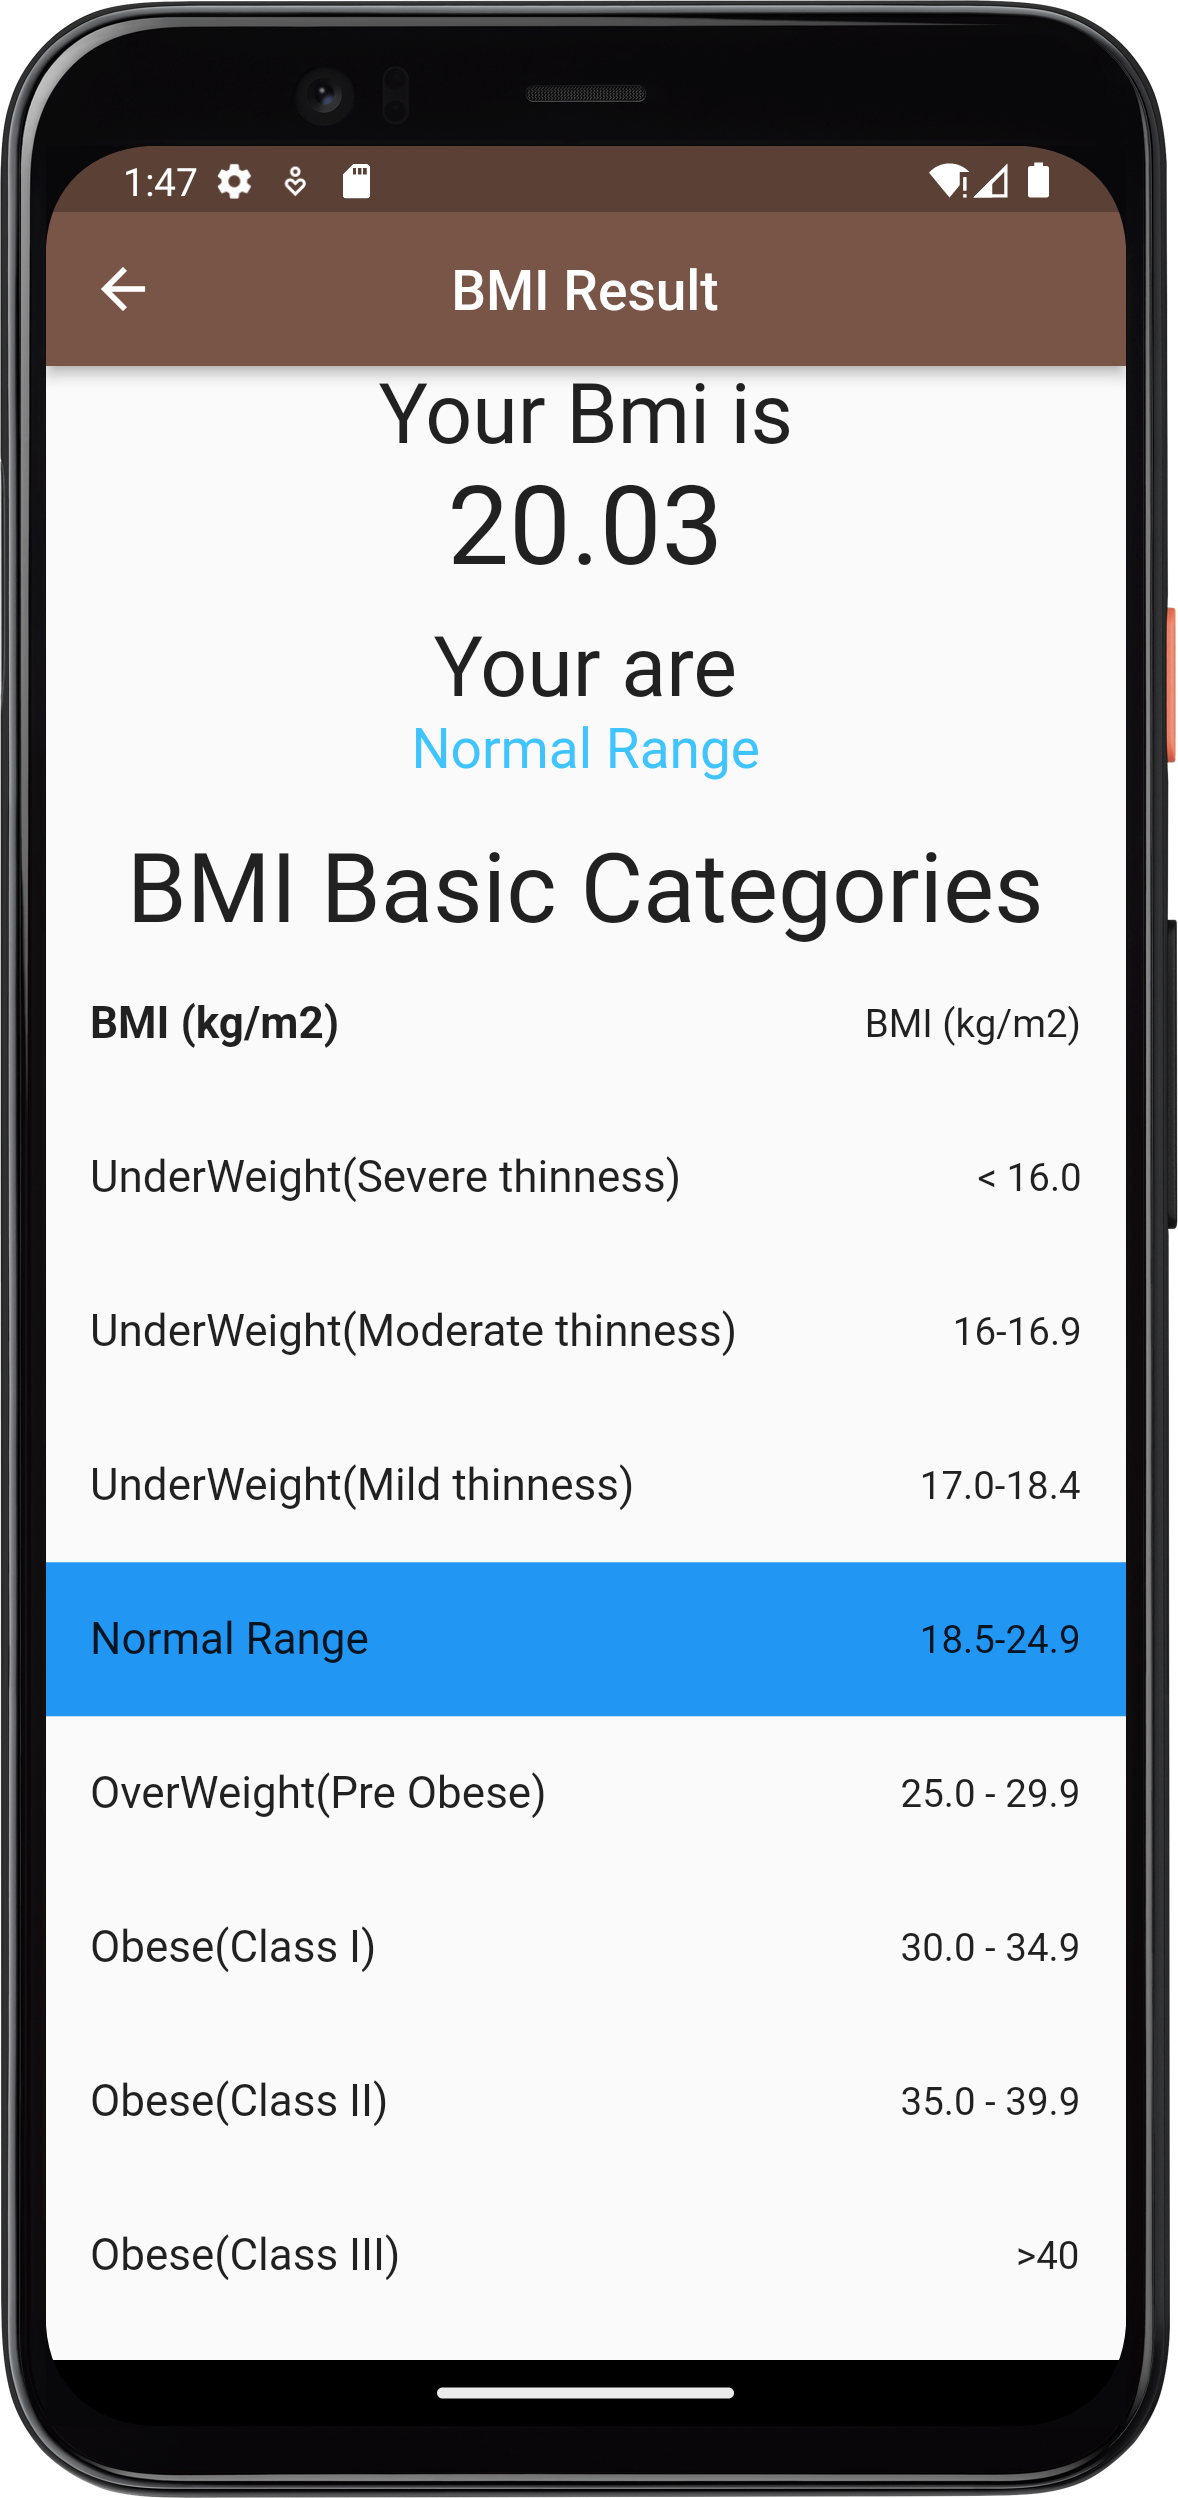 1:47
BMI Result
Your Bmi is
20.03
Your are
Normal Range
BMI Basic Categories
BMI (kg/m2) BMI (kg/m2)
UnderWeight(Severe thinness) < 16.0
UnderWeight(Moderate thinness) 16-16.9
UnderWeight(Mild thinness) 17.0-18.4
Normal Range 18.5-24.9
OverWeight(Pre Obese) 25.0 - 29.9
Obese(Class I) 30.0 - 34.9
Obese(Class II) 35.0 - 39.9
Obese(Class III) >40